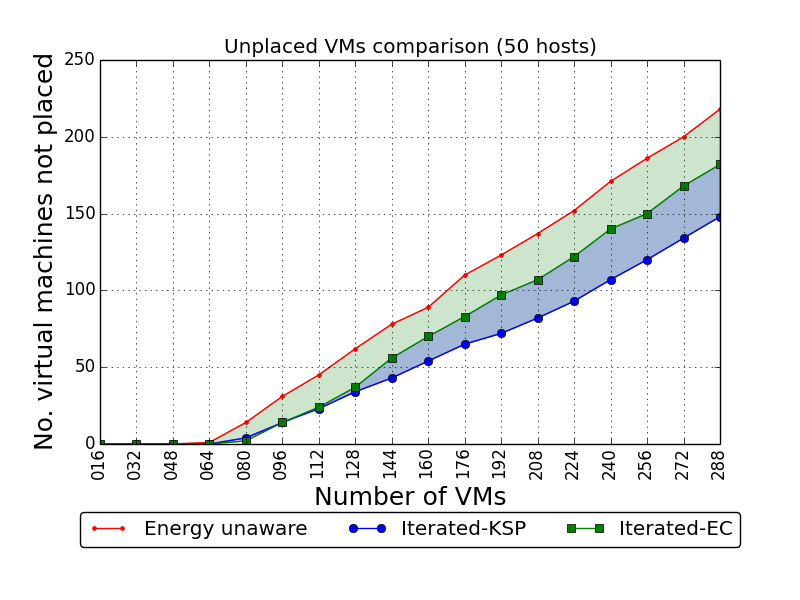 Unplaced VMs comparison (50 hosts)
No. virtual machines not placed
250
200
150
100
50
0
016 032 048 064 080 096 112 128 144 160 176 192 208 224 240 256 272 288
Number of VMs
Energy unaware Iterated-KSP Iterated-EC